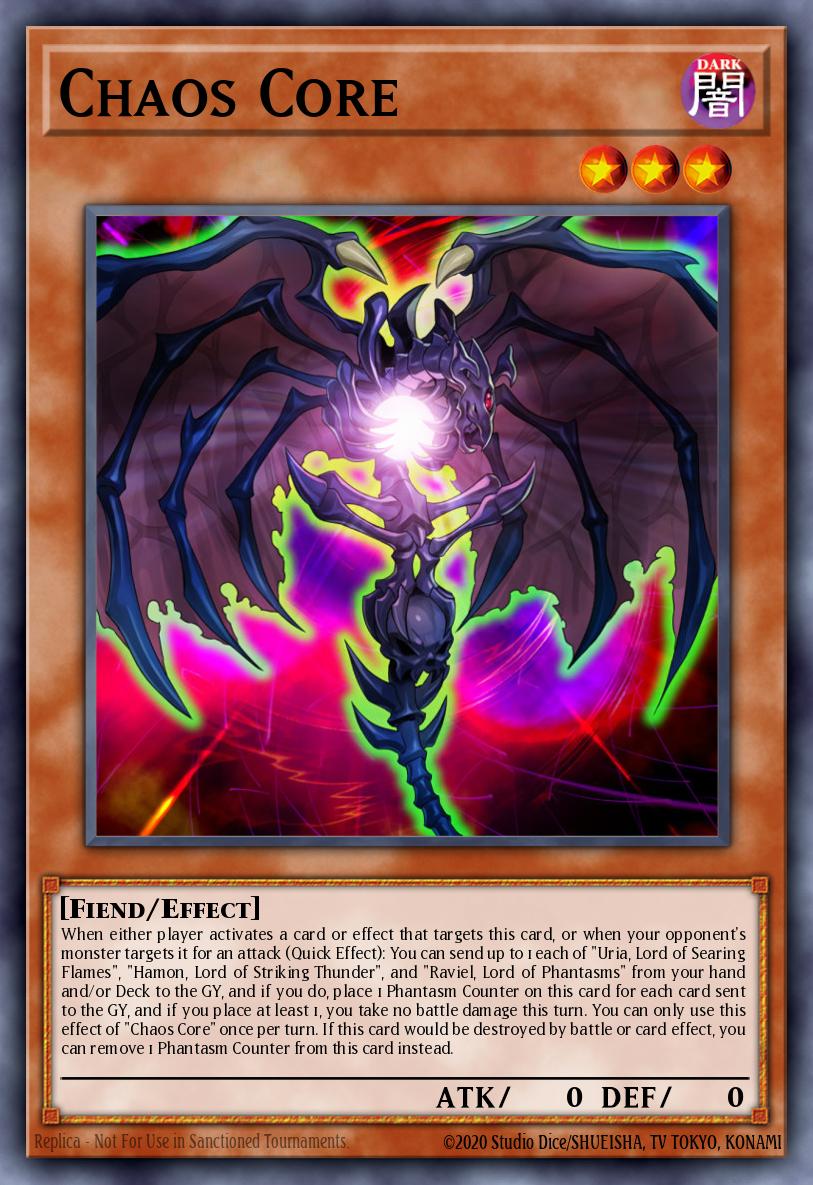 Chaos Core
DARK
闇
[Fiend/Effect]
When either player activates a card or effect that targets this card, or when your opponent's
monster targets it for an attack (Quick Effect): You can send up to 1 each of "Uria, Lord of Searing
Flames", "Hamon, Lord of Striking Thunder", and "Raviel, Lord of Phantasms" from your hand
and/or Deck to the GY, and if you do, place 1 Phantasm Counter on this card for each card sent
to the GY, and if you place at least 1, you take no battle damage this turn. You can only use this
effect of "Chaos Core" once per turn. If this card would be destroyed by battle or card effect, you
can remove 1 Phantasm Counter from this card instead.
ATK/ 0 DEF/ 0
Replica - Not For Use in Sanctioned Tournaments.
©2020 Studio Dice/SHUEISHA, TV TOKYO, KONAMI